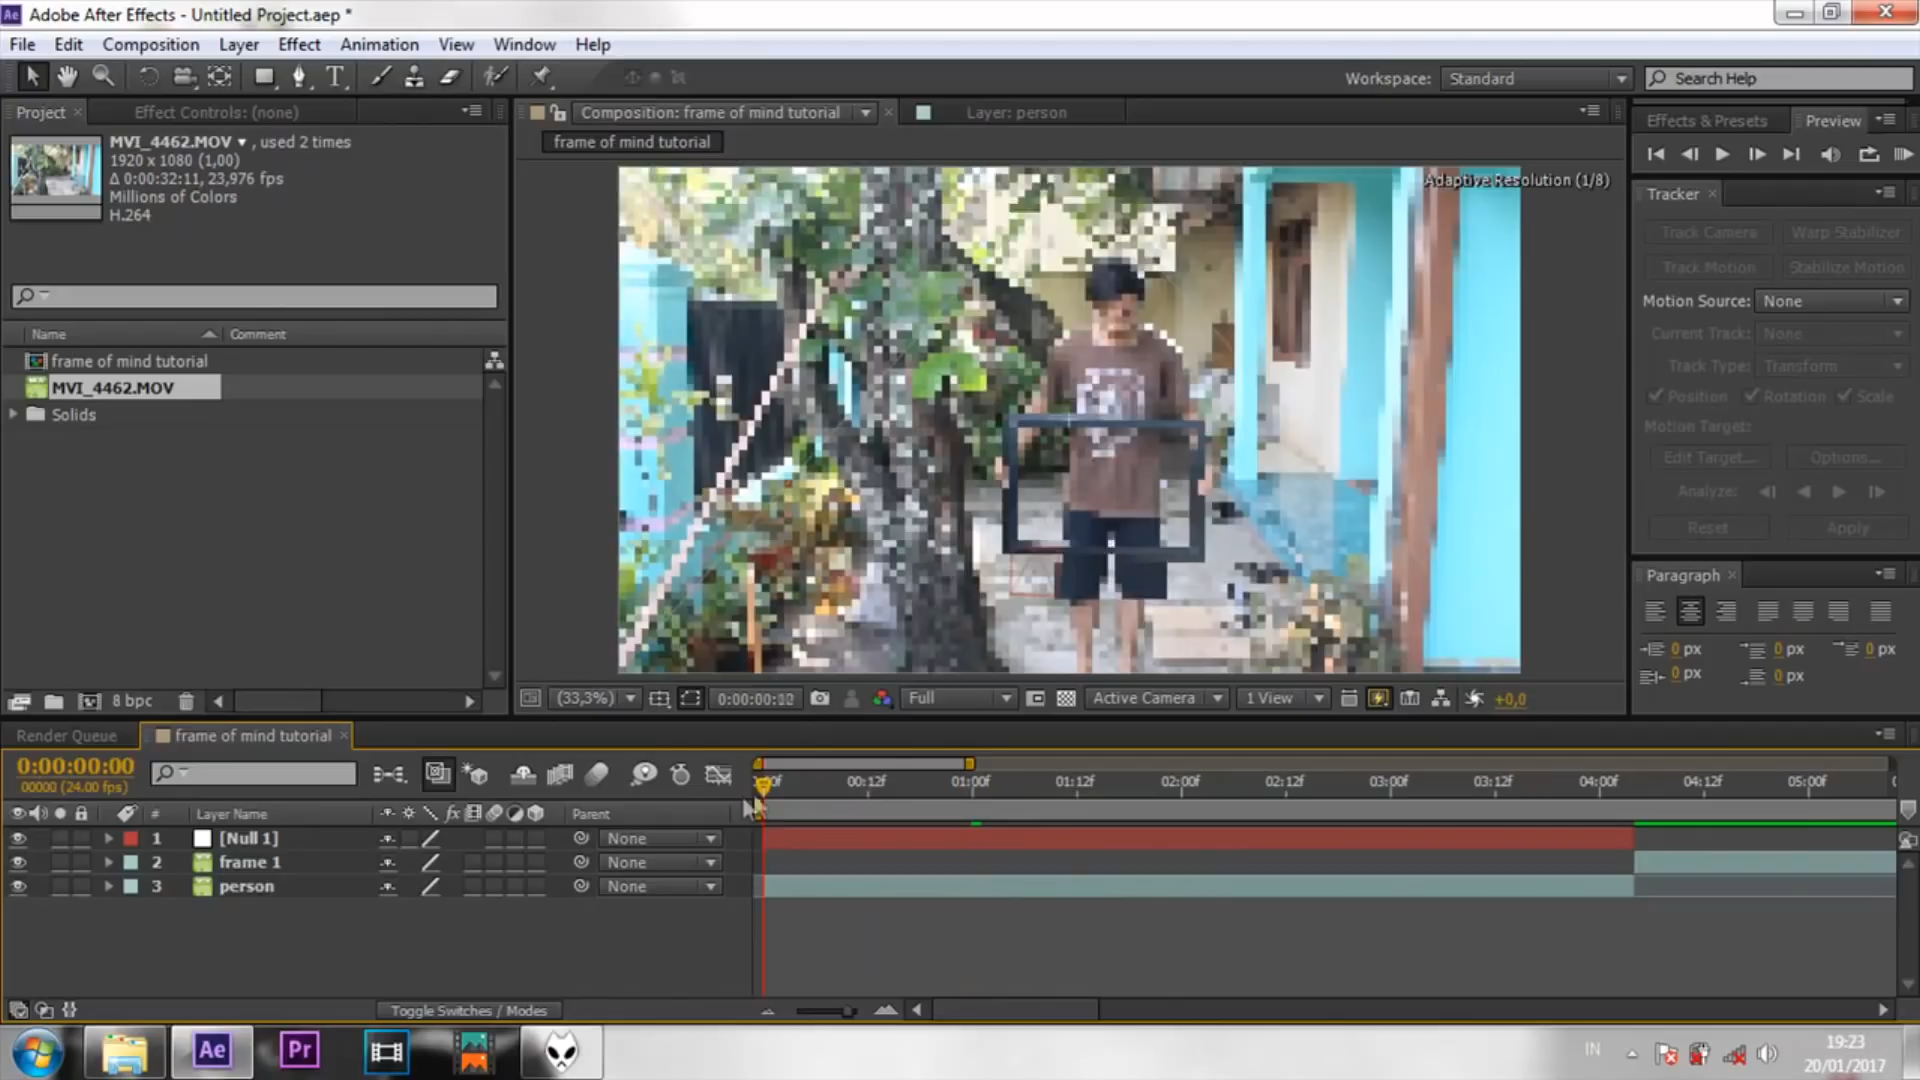 Adobe After Effects - Untitled Project.aep *
File Edit Composition Layer Effect Animation View Window Help
Workspace: Standard Search Help
Project Effect Controls: (none)
MVI_4462.MOV , used 2 times
1920 x 1080 (1,00)
Δ 0:00:32:11, 23,976 fps
Millions of Colors
H.264
Name Comment
frame of mind tutorial
MVI_4462.MOV
Solids
8 bpc
Composition: frame of mind tutorial Layer: person
frame of mind tutorial
Adaptive Resolution (1/8)
(33,3%) 0:00:00:12 Full Active Camera 1 View +0,0
Effects & Presets Preview
Tracker
Track Camera Warp Stabilizer
Track Motion Stabilize Motion
Motion Source: None
Current Track: None
Track Type: Transform
Position Rotation Scale
Motion Target:
Edit Target... Options...
Analyze:
Reset Apply
Paragraph
0 px 0 px 0 px
0 px 0 px
Render Queue frame of mind tutorial
0:00:00:00
00000 (24.00 fps)
00f 00:12f 01:00f 01:12f 02:00f 02:12f 03:00f 03:12f 04:00f 04:12f 05:00f
# Layer Name fx Parent
1 [Null 1] None
2 frame 1 None
3 person None
Toggle Switches / Modes
Ae Pr IN 19:23
20/01/2017